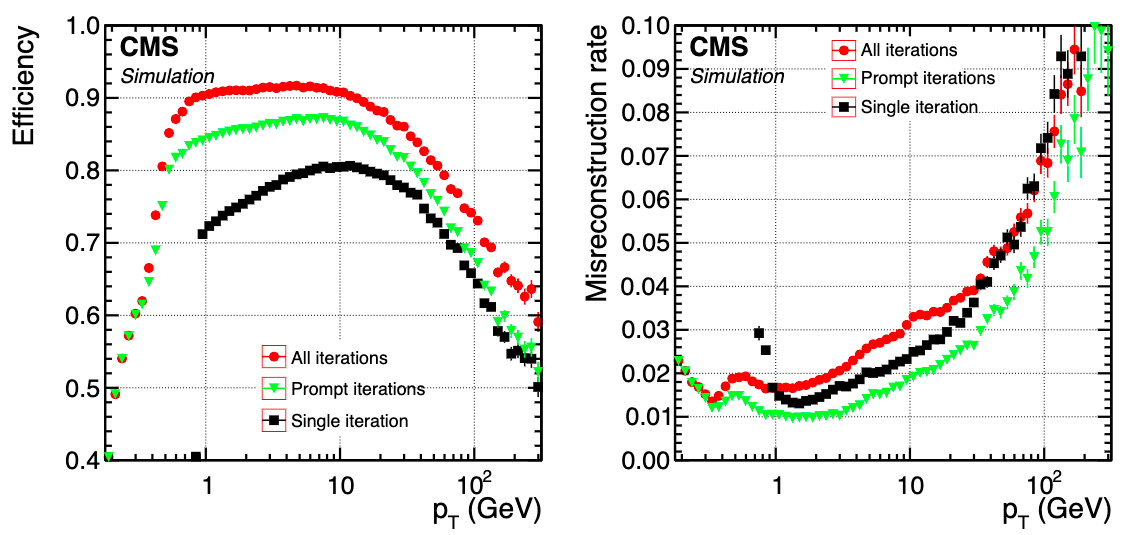 Efficiency
1.0
0.9
0.8
0.7
0.6
0.5
0.4
CMS
Simulation
All iterations
Prompt iterations
Single iteration
1
10
10²
p_T (GeV)
Misreconstruction rate
0.10
0.09
0.08
0.07
0.06
0.05
0.04
0.03
0.02
0.01
0.00
CMS
Simulation
All iterations
Prompt iterations
Single iteration
1
10
10²
p_T (GeV)